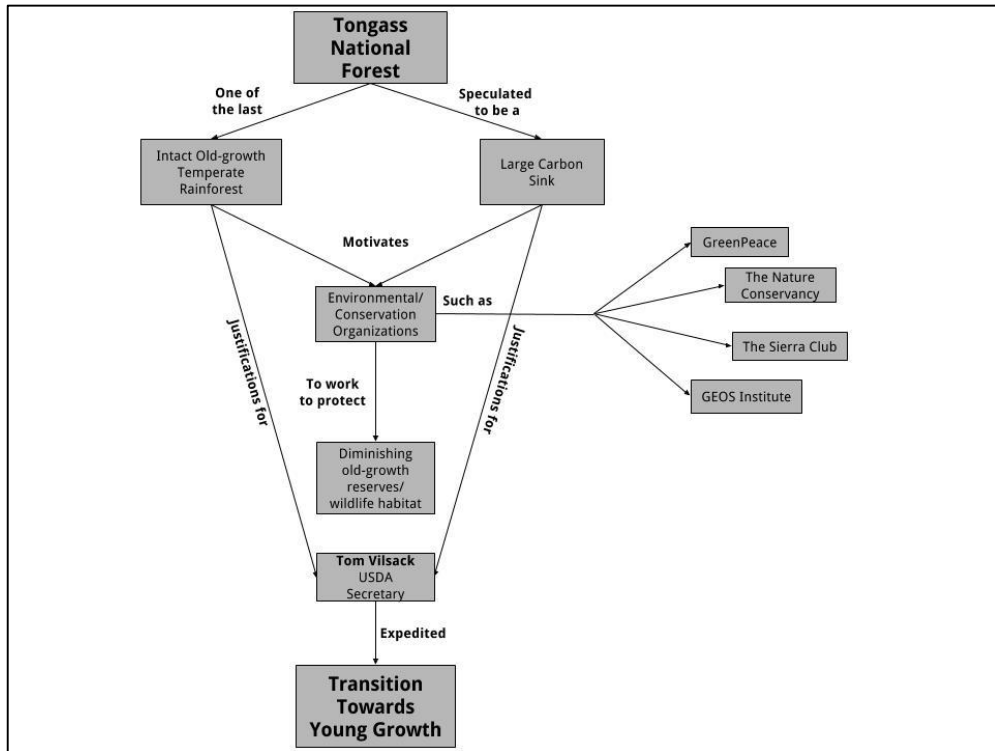 Tongass
National
Forest
One of
the last
Speculated
to be a
Intact Old-growth
Temperate
Rainforest
Large Carbon
Sink
Motivates
GreenPeace
The Nature
Conservancy
Environmental/
Conservation
Organizations
Such as
The Sierra Club
GEOS Institute
Justifications for
Justifications for
To work
to protect
Diminishing
old-growth
reserves/
wildlife habitat
Tom Vilsack
USDA
Secretary
Expedited
Transition
Towards
Young Growth